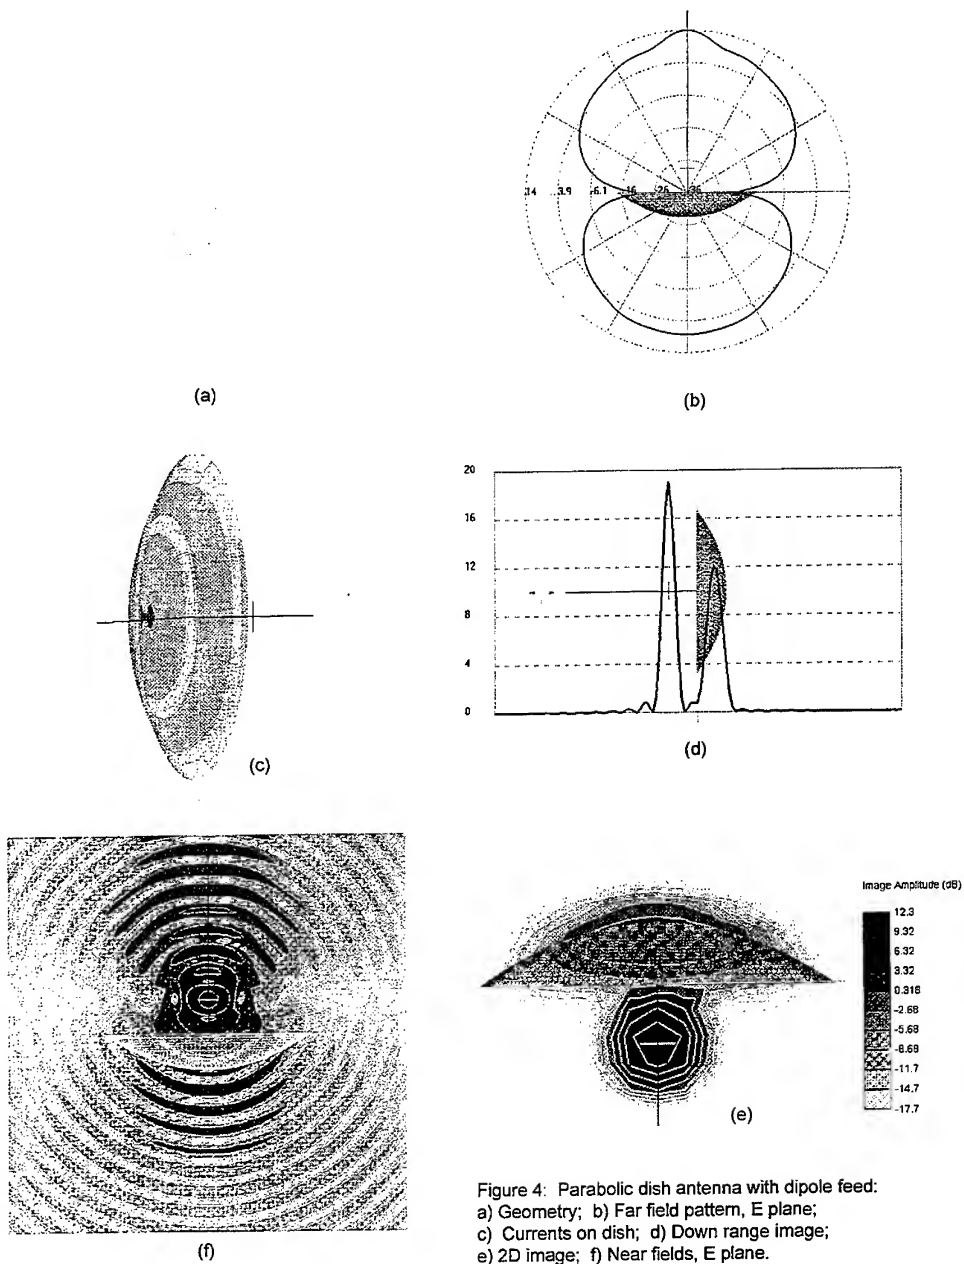 .14 .3.9 -6.1 -16 -26 -36
(a)
(b)
20
16
12
8
4
0
(c)
(d)
Image Amplitude (dB)
12.3
9.32
6.32
3.32
0.316
-2.68
-5.68
-8.68
-11.7
-14.7
-17.7
(e)
(f)
Figure 4: Parabolic dish antenna with dipole feed:
a) Geometry; b) Far field pattern, E plane;
c) Currents on dish; d) Down range image;
e) 2D image; f) Near fields, E plane.